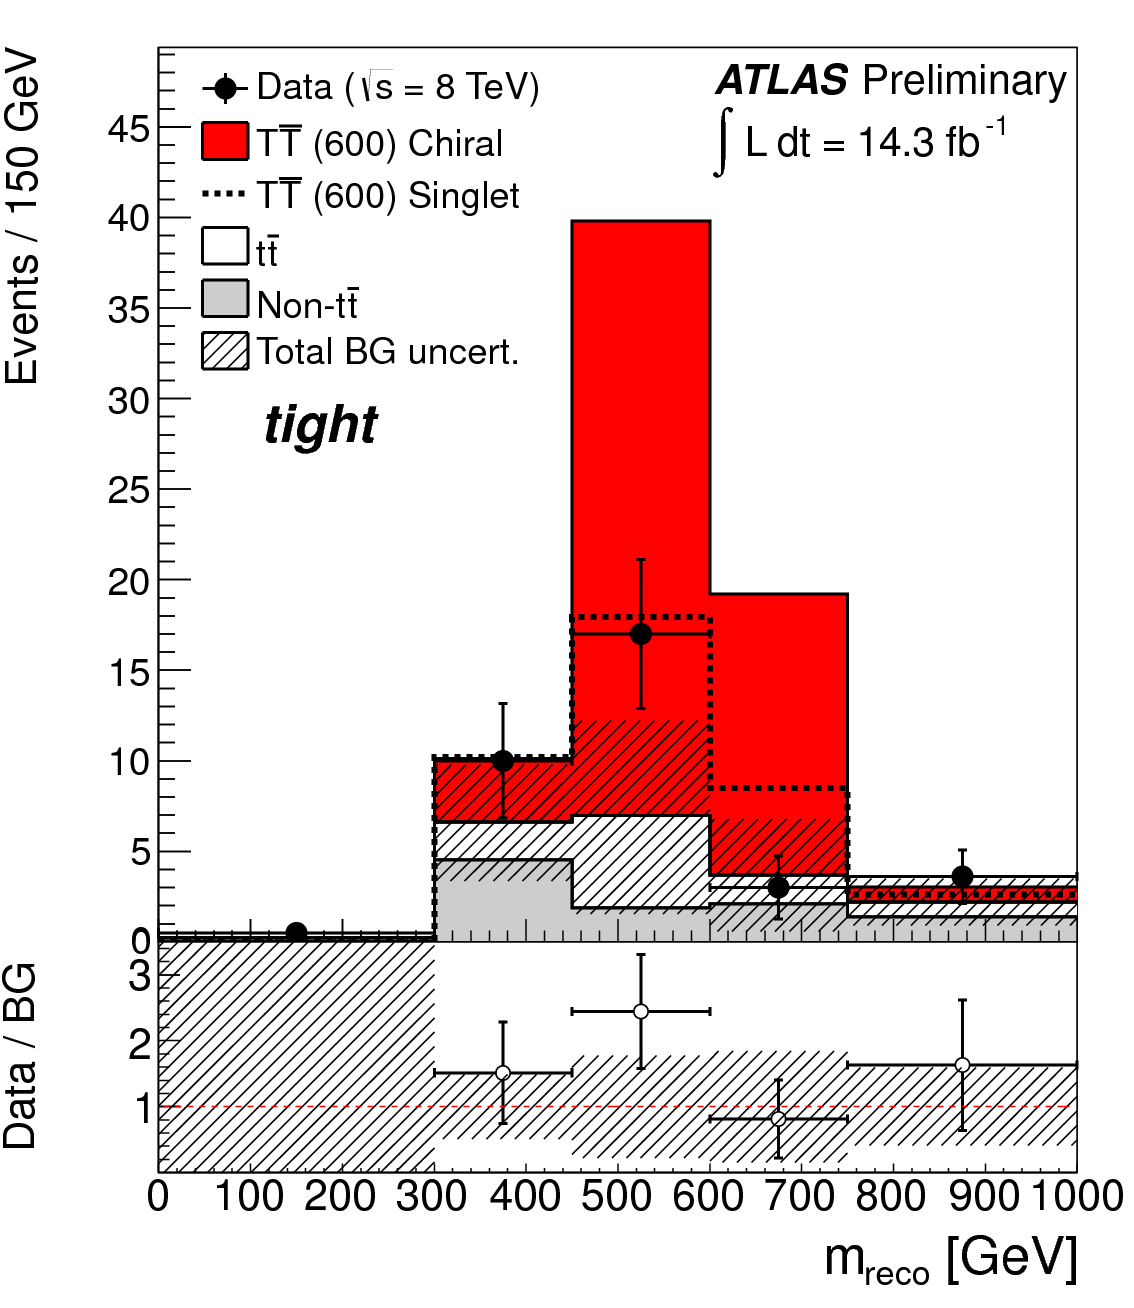 Events / 150 GeV
45
40
35
30
25
20
15
10
5
0
Data (√s = 8 TeV)
TT̅ (600) Chiral
TT̅ (600) Singlet
tt̅
Non-tt̅
Total BG uncert.
tight
ATLAS Preliminary
∫ L dt = 14.3 fb⁻¹
Data / BG
3
2
1
0 100 200 300 400 500 600 700 800 900 1000
m_reco [GeV]